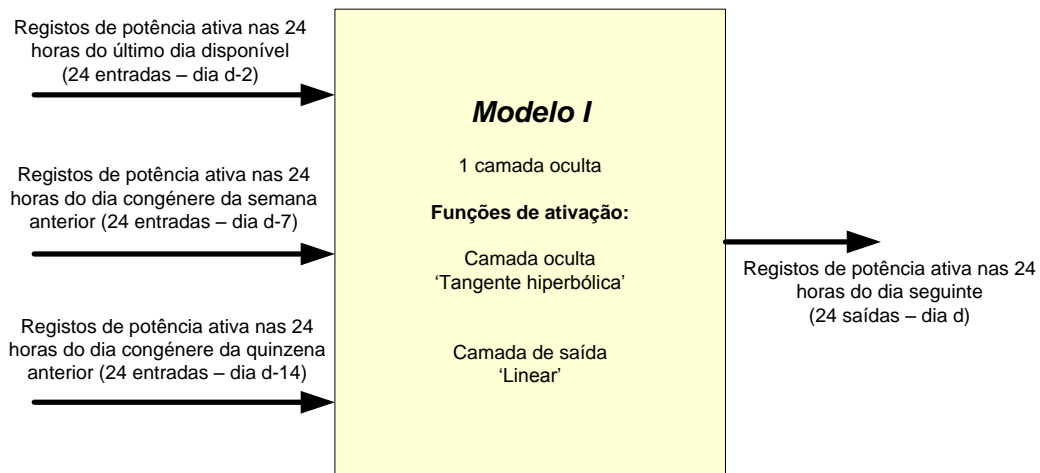 Registos de potência ativa nas 24
horas do último dia disponível
(24 entradas – dia d-2)
Registos de potência ativa nas 24
horas do dia congénere da semana
anterior (24 entradas – dia d-7)
Registos de potência ativa nas 24
horas do dia congénere da quinzena
anterior (24 entradas – dia d-14)
Modelo I
1 camada oculta
Funções de ativação:
Camada oculta
‘Tangente hiperbólica’
Camada de saída
‘Linear’
Registos de potência ativa nas 24
horas do dia seguinte
(24 saídas – dia d)